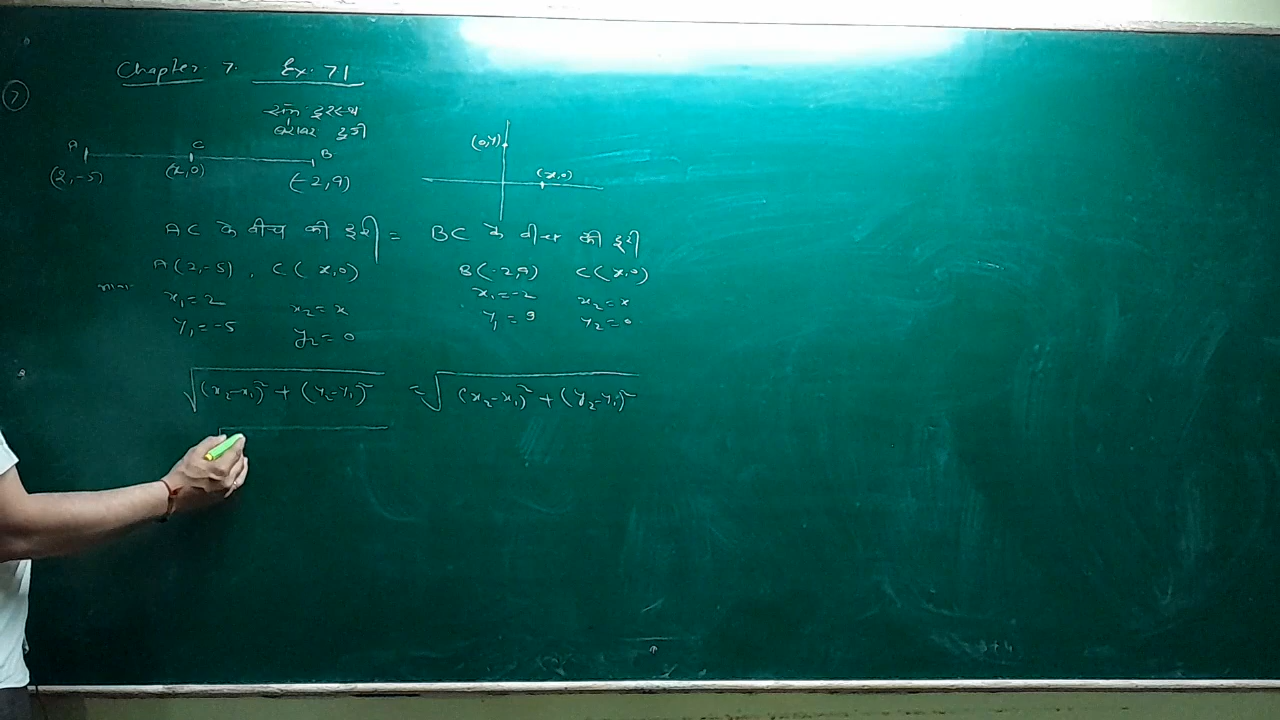 Chapter 7. Ex. 7.1
7
सम दूरस्थ
बराबर दूरी
A C B
(2,-5) (x,0) (-2,9)
(0,y)
(x,0)
AC के बीच की दूरी = BC के बीच की दूरी
A(2,-5), C(x,0) B(-2,9) C(x,0)
माना x₁=2 x₂=x x₁=-2 x₂=x
y₁=-5 y₂=0 y₁=9 y₂=0
√(x₂-x₁)² + (y₂-y₁)² = √(x₂-x₁)² + (y₂-y₁)²